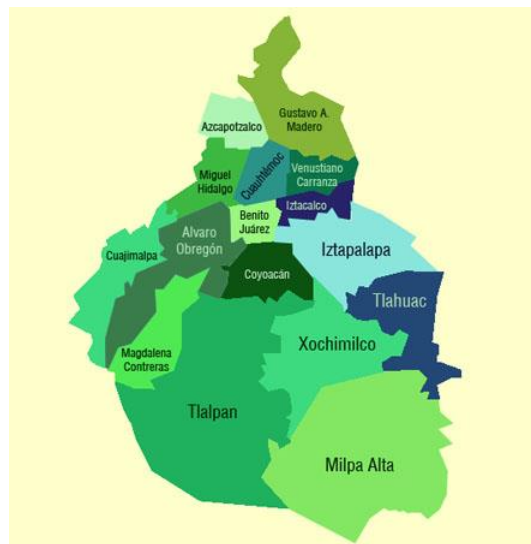 Gustavo A.
Madero
Azcapotzalco
Miguel
Hidalgo
Cuauhtémoc
Venustiano
Carranza
Iztacalco
Benito
Juárez
Alvaro
Obregón
Cuajimalpa
Iztapalapa
Coyoacán
Tlahuac
Magdalena
Contreras
Xochimilco
Tlalpan
Milpa Alta